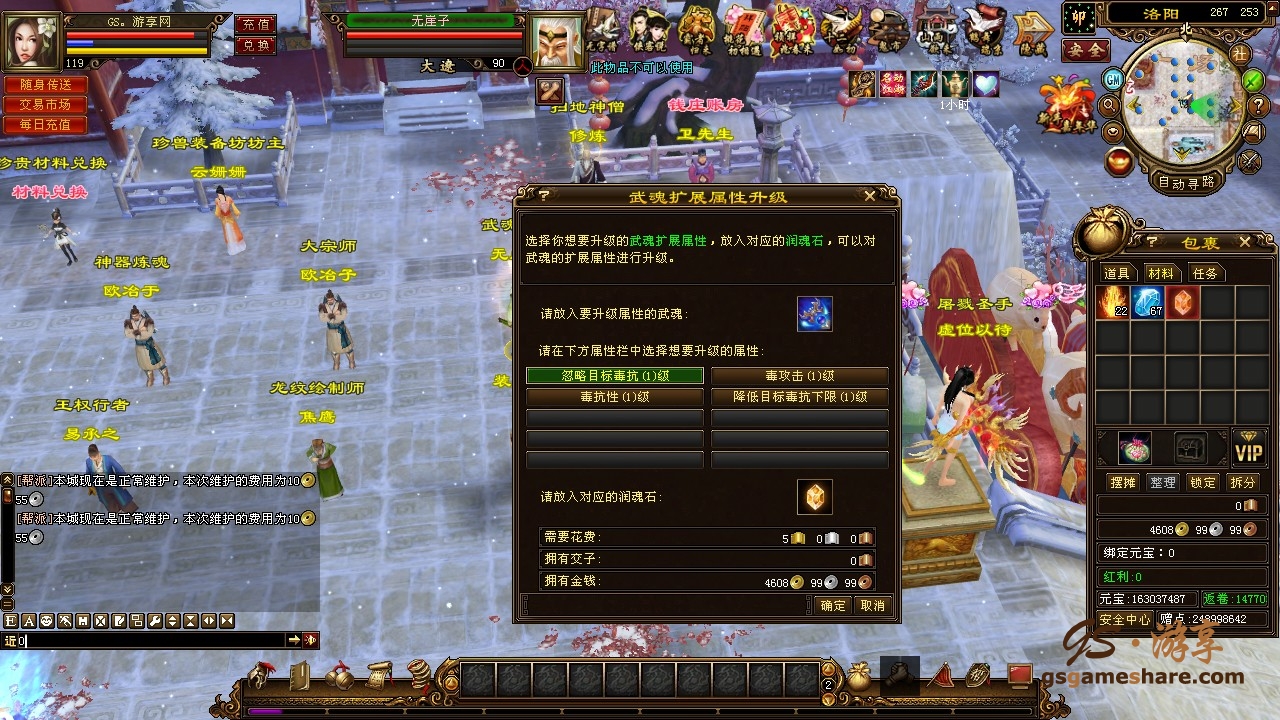 GS。游享网
119
充值
兑换
无崖子
大遼
90
此物品不可以使用
随身传送
交易市场
每日充值
洛阳
267 253
北
安全
社
GM
自动寻路
1小时
扫地神僧
修炼
钱庄账房
卫先生
珍兽装备坊坊主
云姗姗
珍贵材料兑换
材料兑换
神器炼魂
欧冶子
大宗师
欧冶子
龙纹绘制师
焦鹰
王权行者
易承之
屠戮圣手
虚位以待
武魂扩展属性升级
选择你想要升级的武魂扩展属性，放入对应的润魂石，可以对
武魂的扩展属性进行升级。
请放入要升级属性的武魂:
请在下方属性栏中选择想要升级的属性:
忽略目标毒抗(1)级
毒攻击(1)级
毒抗性(1)级
降低目标毒抗下限(1)级
请放入对应的润魂石:
需要花费:
5 0 0
拥有交子:
0
拥有金钱:
4608 99 99
确定
取消
包裹
道具
材料
任务
22
67
VIP
摆摊
整理
锁定
拆分
0
4608 99 99
绑定元宝：0
红利:0
元宝:163037487
返卷:14770
安全中心
赠点:248998642
[帮派]本城现在是正常维护，本次维护的费用为10
55
[帮派]本城现在是正常维护，本次维护的费用为10
55
近0
2
GS·游享
gsgameshare.com